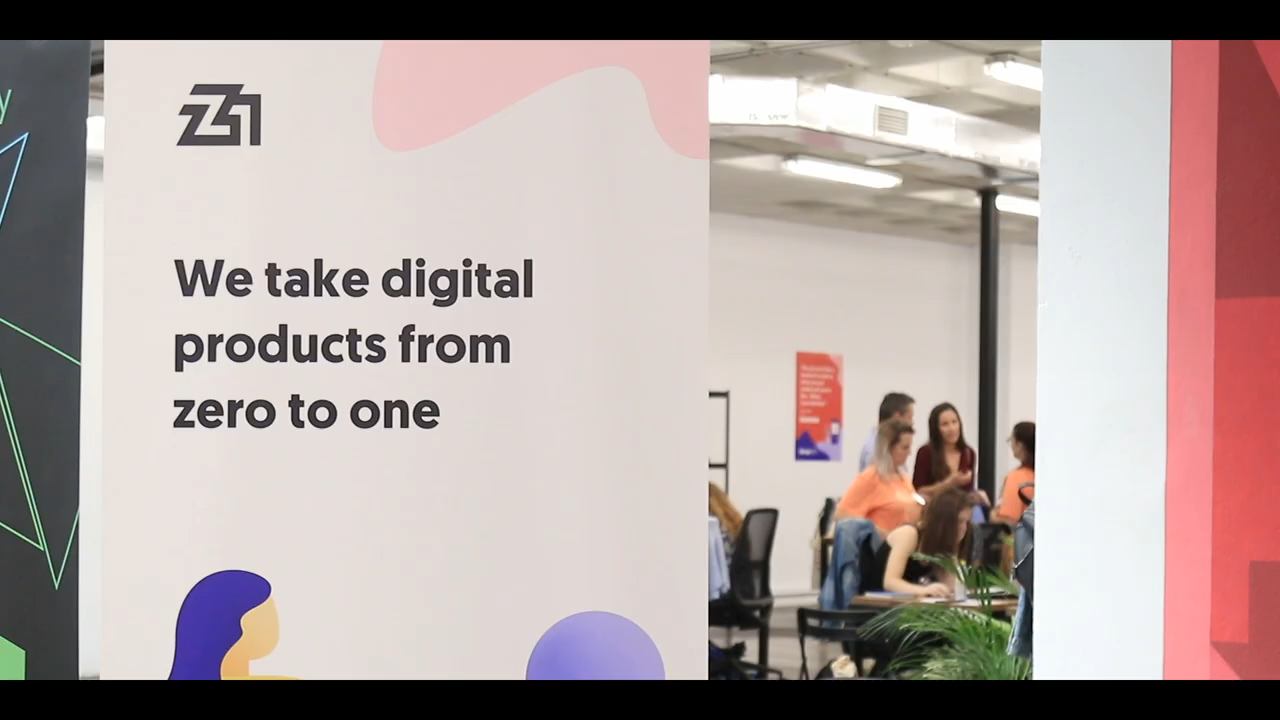 y
Z1
We take digital
products from
zero to one